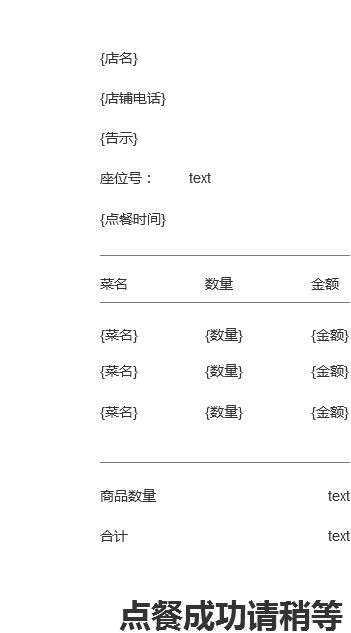 {店名}
{店铺电话}
{告示}
座位号： text
{点餐时间}
菜名 数量 金额
{菜名} {数量} {金额}
{菜名} {数量} {金额}
{菜名} {数量} {金额}
商品数量 text
合计 text
点餐成功请稍等